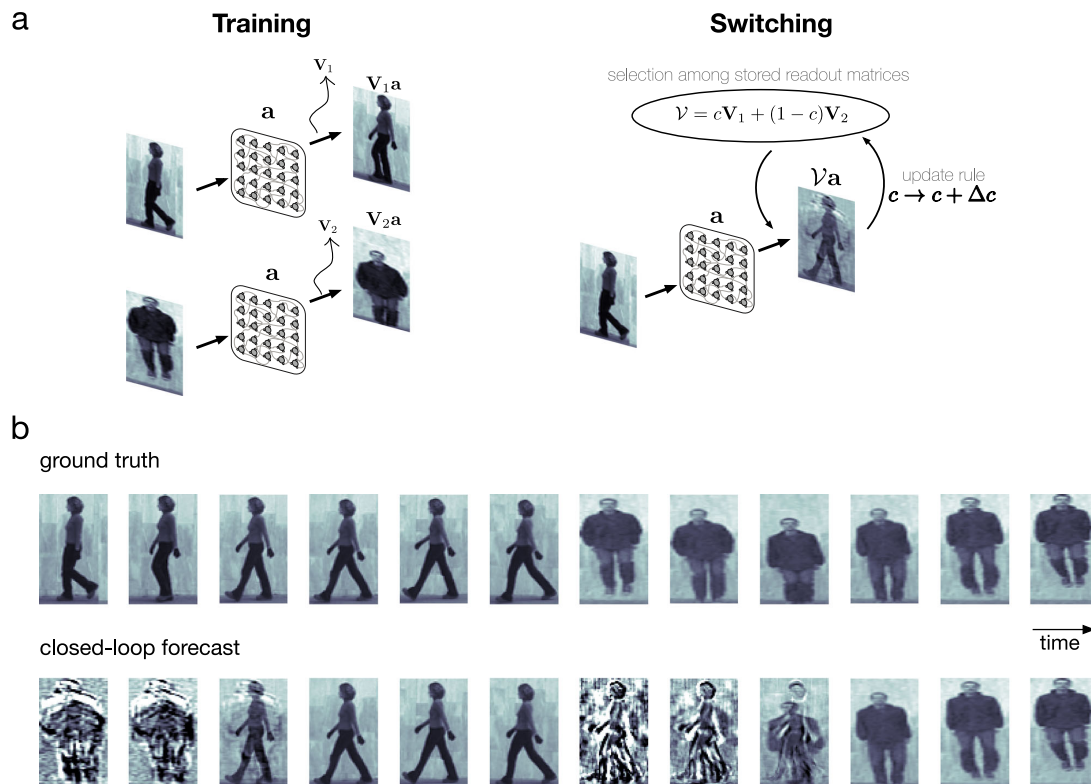 a
Training
Switching
V₁
V₁a
a
V₂
V₂a
a
selection among stored readout matrices
𝒱 = cV₁ + (1 − c)V₂
update rule
c → c + Δc
𝒱a
a
b
ground truth
time
closed-loop forecast